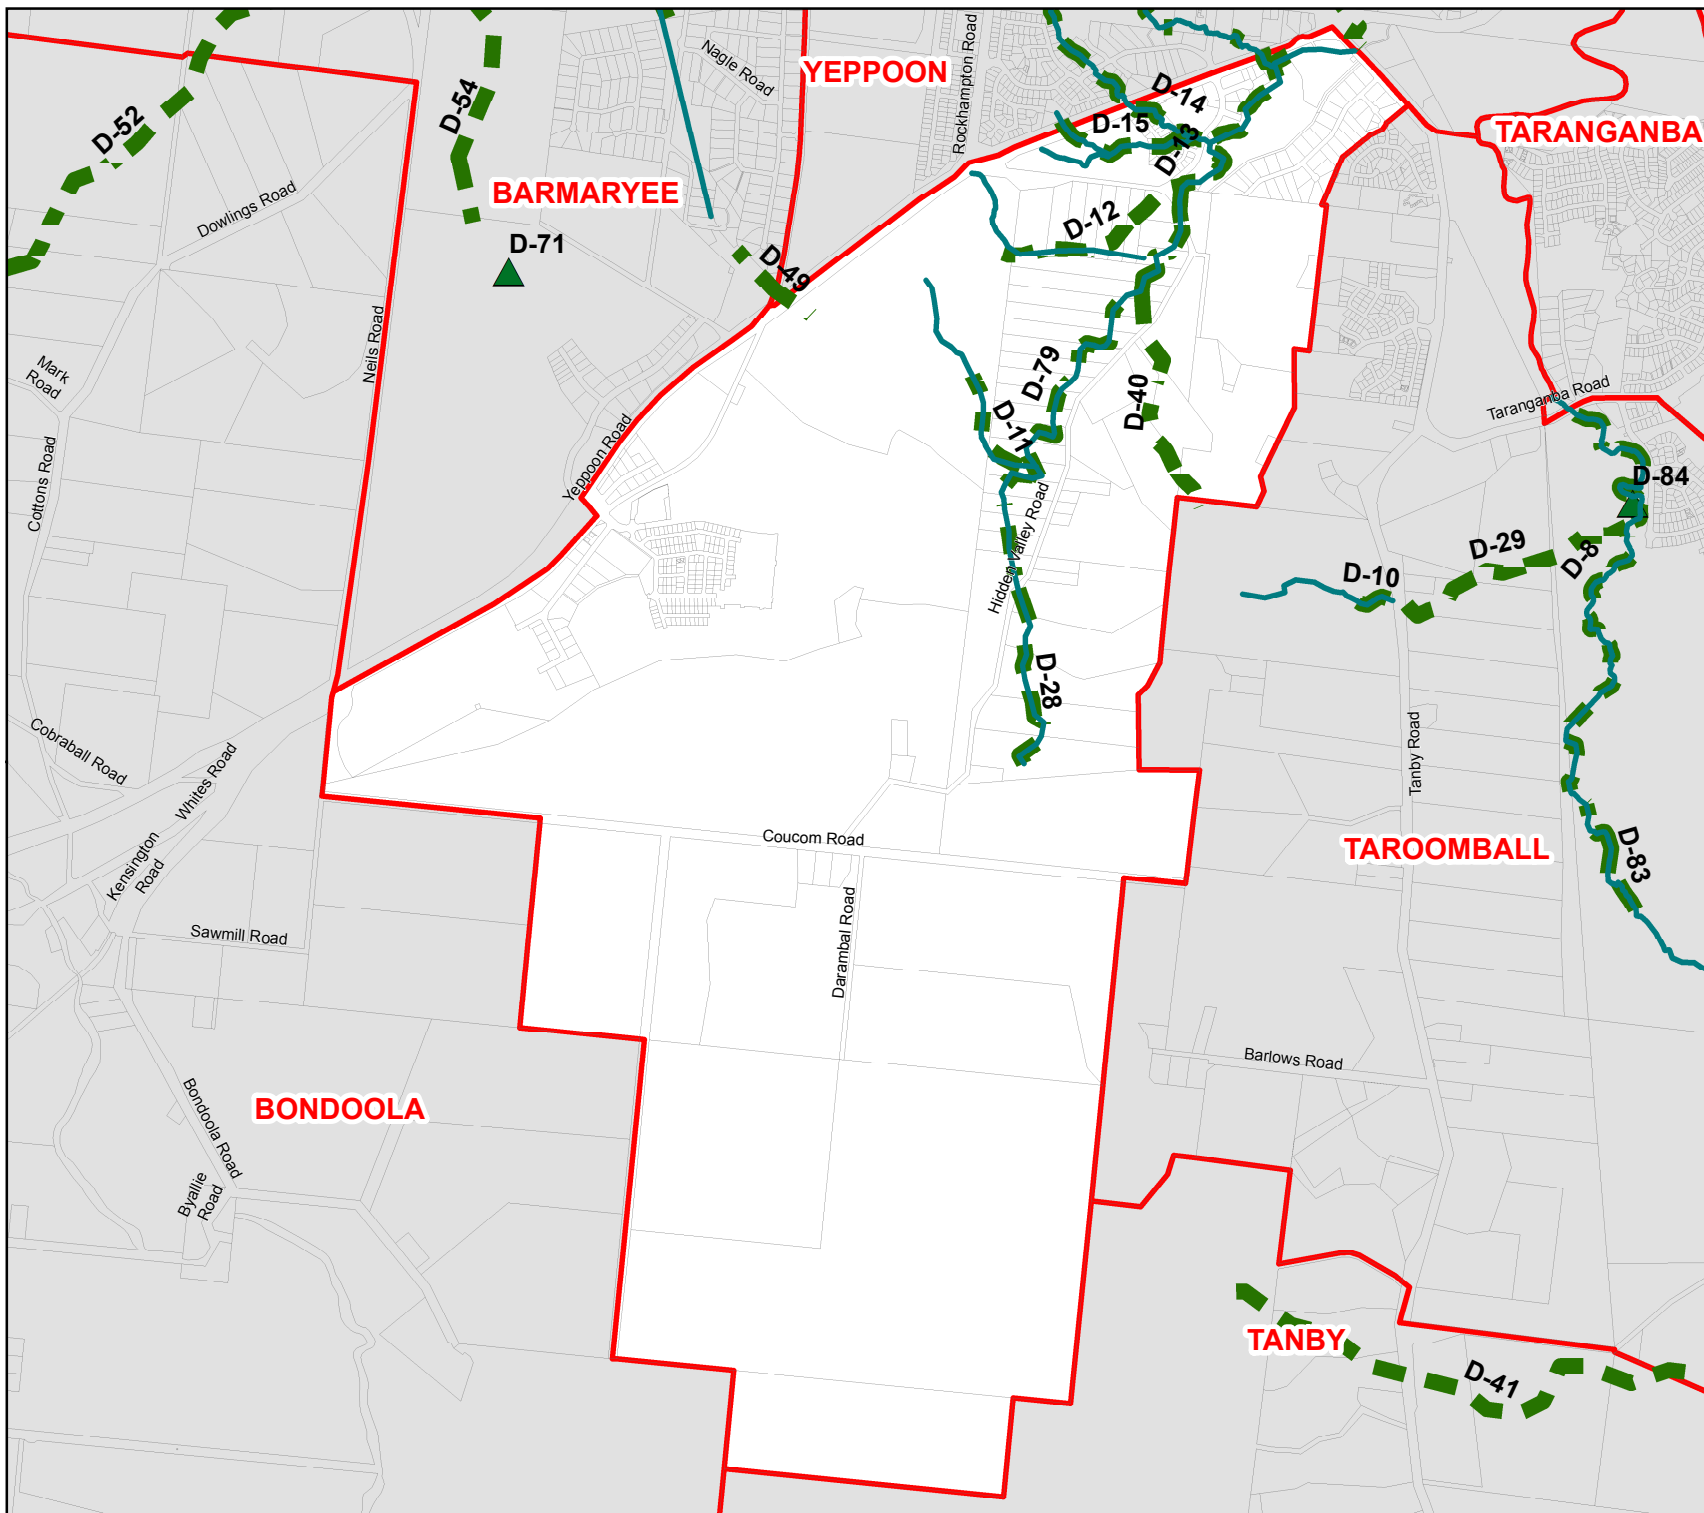 Nagle Road
Rockhampton Road
YEPPOON
D-54
D-52
D-14
D-15
D-13
TARANGANBA
BARMARYEE
Dowlings Road
D-12
D-71
D-49
Neils Road
Mark
Road
D-79
D-40
Taranganba Road
D-11
Yeppoon Road
Cottons Road
D-84
Hidden Valley Road
D-29
D-8
D-10
D-28
Cobraball Road
Whites Road
Tanby Road
Coucom Road
TAROOMBALL
D-83
Kensington
Road
Darambal Road
Sawmill Road
Barlows Road
BONDOOLA
Bondoola Road
Byallie
Road
TANBY
D-41